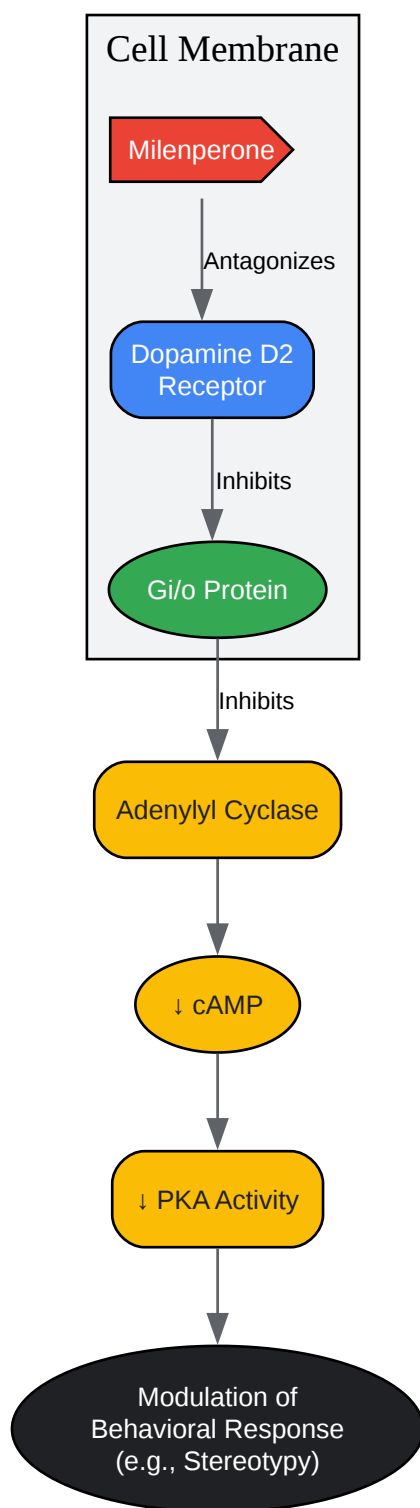 Cell Membrane
Milenperone
Antagonizes
Dopamine D2
Receptor
Inhibits
Gi/o Protein
Inhibits
Adenylyl Cyclase
↓ cAMP
↓ PKA Activity
Modulation of
Behavioral Response
(e.g., Stereotypy)